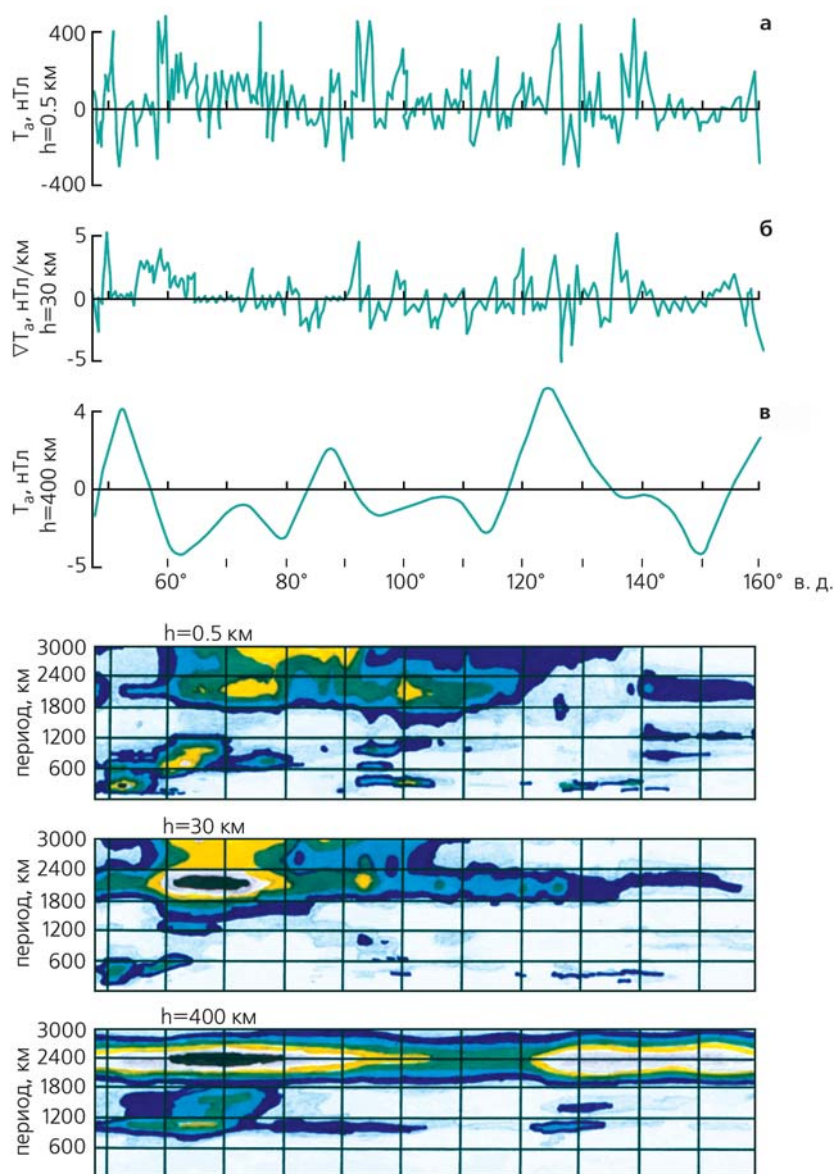 а
400
0
-400
Tа, нТл
h=0.5 км
б
5
0
-5
∇Tа, нТл/км
h=30 км
в
4
0
-5
Tа, нТл
h=400 км
60° 80° 100° 120° 140° 160° в. д.
h=0.5 км
3000
2400
1800
1200
600
период, км
h=30 км
3000
2400
1800
1200
600
период, км
h=400 км
3000
2400
1800
1200
600
период, км